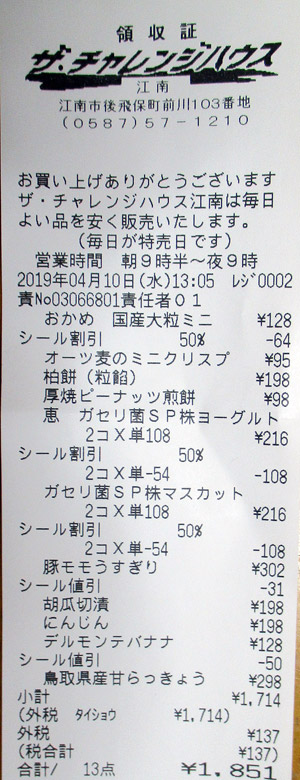 領収証
ザ・チャレンジハウス
江南
江南市後飛保町前川103番地
(0587)57-1210
お買い上げありがとうございます
ザ・チャレンジハウス江南は毎日
よい品を安く販売いたします。
(毎日が特売日です)
営業時間 朝9時半〜夜9時
2019年04月10日(水)13:05 レジ0002
責No03066801責任者01
おかめ 国産大粒ミニ ¥128
シール割引 50% -64
オーツ麦のミニクリスプ ¥95
柏餅(粒餡) ¥198
厚焼ピーナッツ煎餅 ¥98
恵 ガセリ菌SP株ヨーグルト
2コX単108 ¥216
シール割引 50%
2コX単-54 -108
ガセリ菌SP株マスカット
2コX単108 ¥216
シール割引 50%
2コX単-54 -108
豚モモうすぎり ¥302
シール値引 -31
胡瓜切漬 ¥198
にんじん ¥198
デルモンテバナナ ¥128
シール値引 -50
鳥取県産甘らっきょう ¥298
小計 ¥1,714
(外税 タイショウ ¥1,714)
外税 ¥137
(税合計 ¥137)
合計/ 13点 ¥1,851